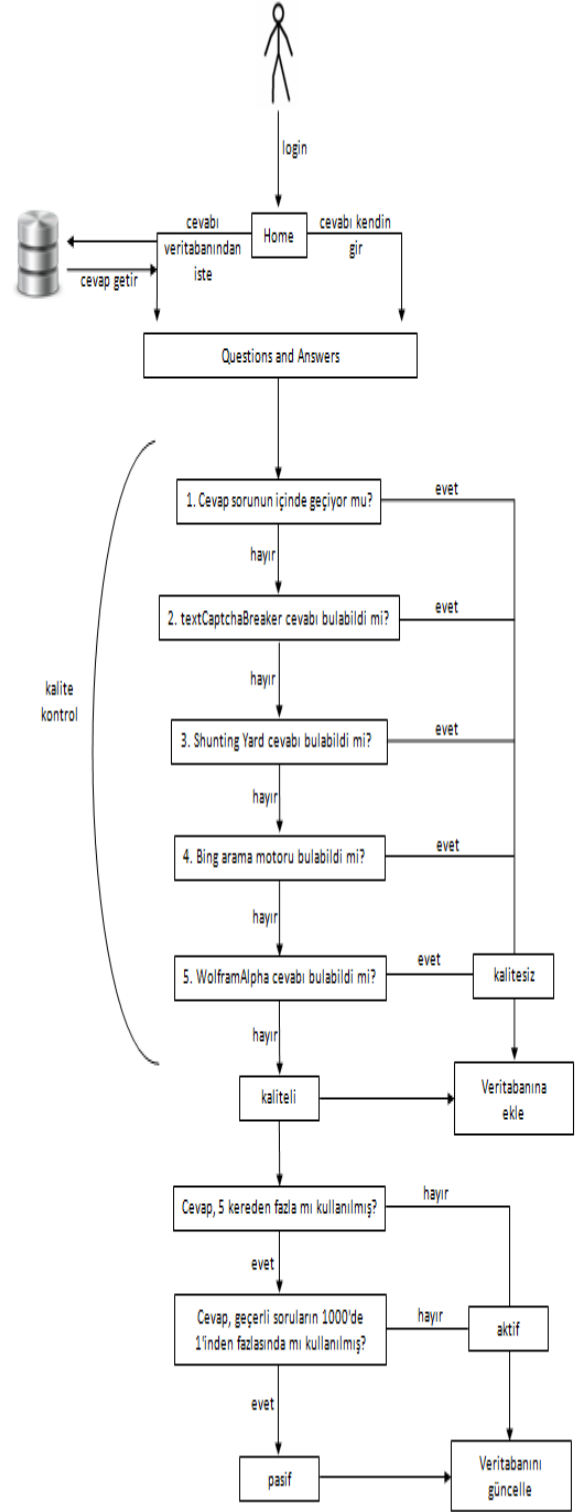 login
cevabı
veritabanından
iste
Home
cevabı kendin
gir
cevap getir
Questions and Answers
1. Cevap sorunun içinde geçiyor mu?
evet
hayır
2. textCaptchaBreaker cevabı bulabildi mi?
evet
hayır
kalite
kontrol
3. Shunting Yard cevabı bulabildi mi?
evet
hayır
4. Bing arama motoru bulabildi mi?
evet
hayır
5. WolframAlpha cevabı bulabildi mi?
evet
kalitesiz
hayır
kaliteli
Veritabanına
ekle
Cevap, 5 kereden fazla mı kullanılmış?
hayır
evet
Cevap, geçerli soruların 1000'de
1'inden fazlasında mı kullanılmış?
hayır
aktif
evet
pasif
Veritabanını
güncelle